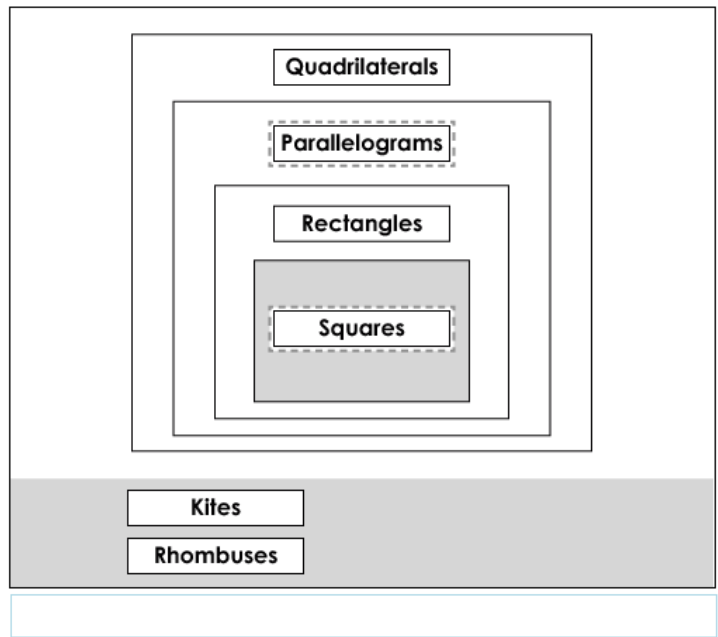 Quadrilaterals
Parallelograms
Rectangles
Squares
Kites
Rhombuses